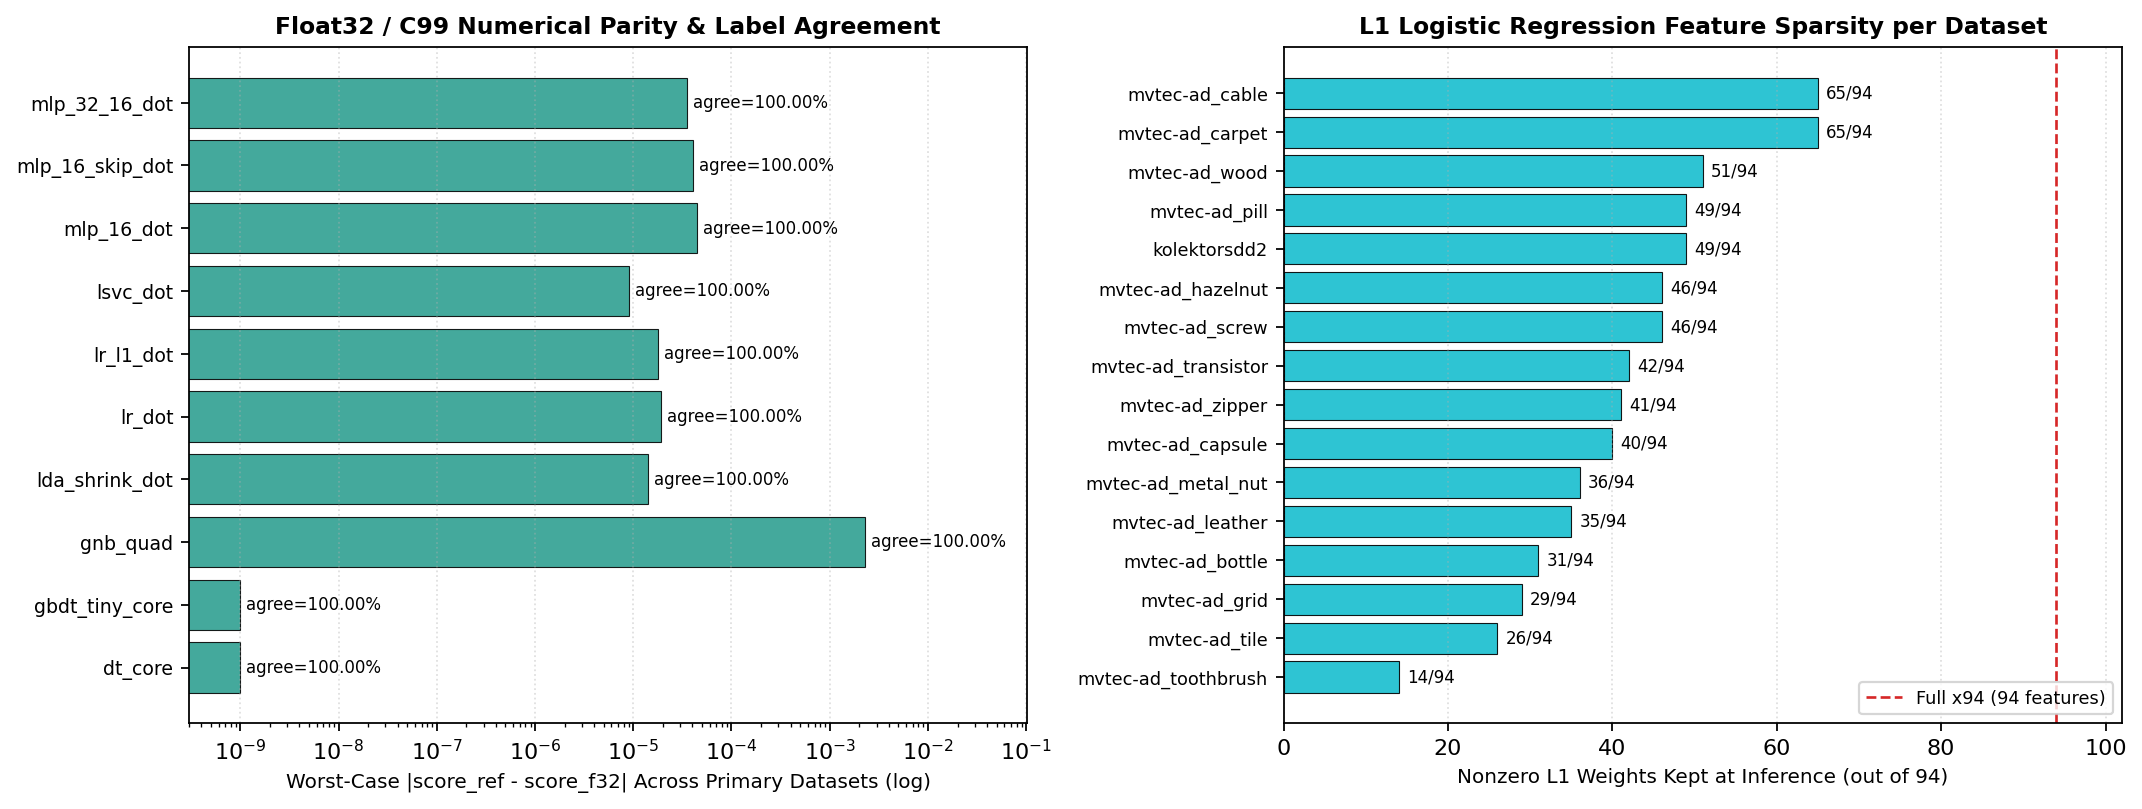 Float32 / C99 Numerical Parity & Label Agreement
mlp_32_16_dot agree=100.00%
mlp_16_skip_dot agree=100.00%
mlp_16_dot agree=100.00%
lsvc_dot agree=100.00%
lr_l1_dot agree=100.00%
lr_dot agree=100.00%
lda_shrink_dot agree=100.00%
gnb_quad agree=100.00%
gbdt_tiny_core agree=100.00%
dt_core agree=100.00%
10⁻⁹ 10⁻⁸ 10⁻⁷ 10⁻⁶ 10⁻⁵ 10⁻⁴ 10⁻³ 10⁻² 10⁻¹
Worst-Case |score_ref - score_f32| Across Primary Datasets (log)
L1 Logistic Regression Feature Sparsity per Dataset
mvtec-ad_cable 65/94
mvtec-ad_carpet 65/94
mvtec-ad_wood 51/94
mvtec-ad_pill 49/94
kolektorsdd2 49/94
mvtec-ad_hazelnut 46/94
mvtec-ad_screw 46/94
mvtec-ad_transistor 42/94
mvtec-ad_zipper 41/94
mvtec-ad_capsule 40/94
mvtec-ad_metal_nut 36/94
mvtec-ad_leather 35/94
mvtec-ad_bottle 31/94
mvtec-ad_grid 29/94
mvtec-ad_tile 26/94
mvtec-ad_toothbrush 14/94
Full x94 (94 features)
0 20 40 60 80 100
Nonzero L1 Weights Kept at Inference (out of 94)